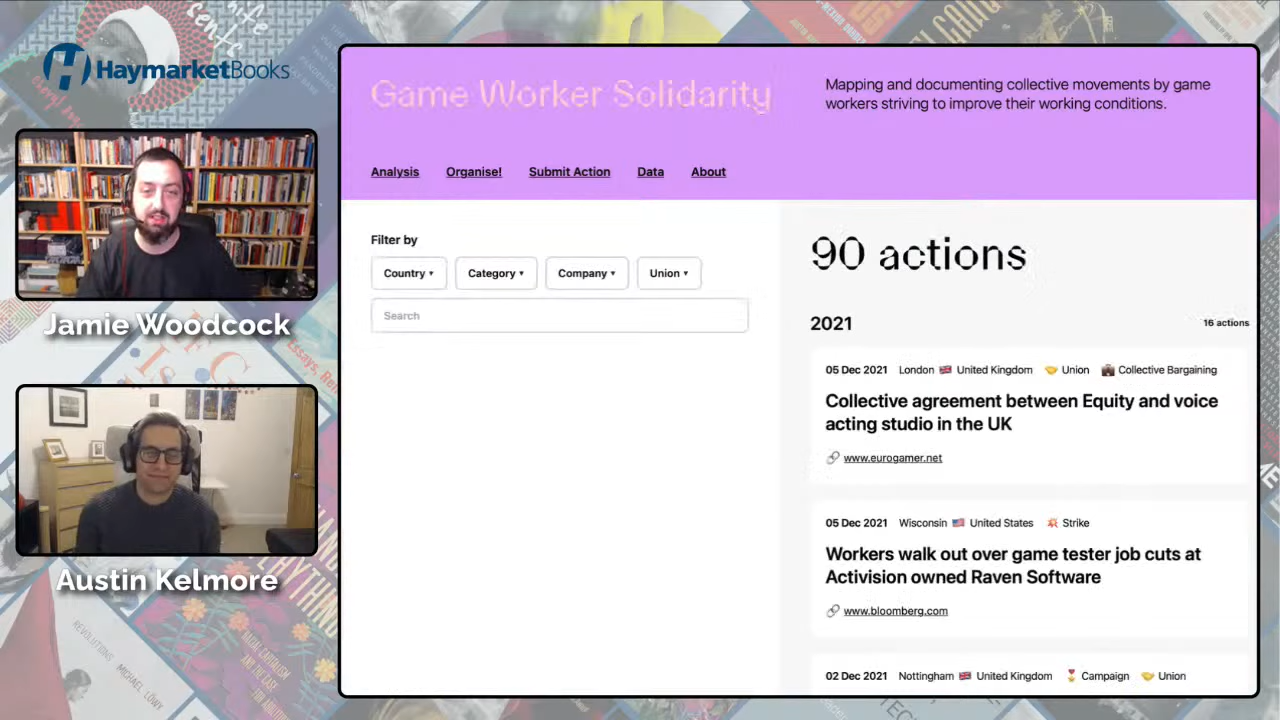 HaymarketBooks
Jamie Woodcock
Austin Kelmore
Game Worker Solidarity
Mapping and documenting collective movements by game
workers striving to improve their working conditions.
Analysis Organise! Submit Action Data About
Filter by
Country ▾ Category ▾ Company ▾ Union ▾
Search
90 actions
2021 16 actions
05 Dec 2021 London 🇬🇧 United Kingdom 🤝 Union 💼 Collective Bargaining
Collective agreement between Equity and voice
acting studio in the UK
🔗 www.eurogamer.net
05 Dec 2021 Wisconsin 🇺🇸 United States 💥 Strike
Workers walk out over game tester job cuts at
Activision owned Raven Software
🔗 www.bloomberg.com
02 Dec 2021 Nottingham 🇬🇧 United Kingdom 🎖 Campaign 🤝 Union
REVOLUTIONS MICHAEL LÖWY